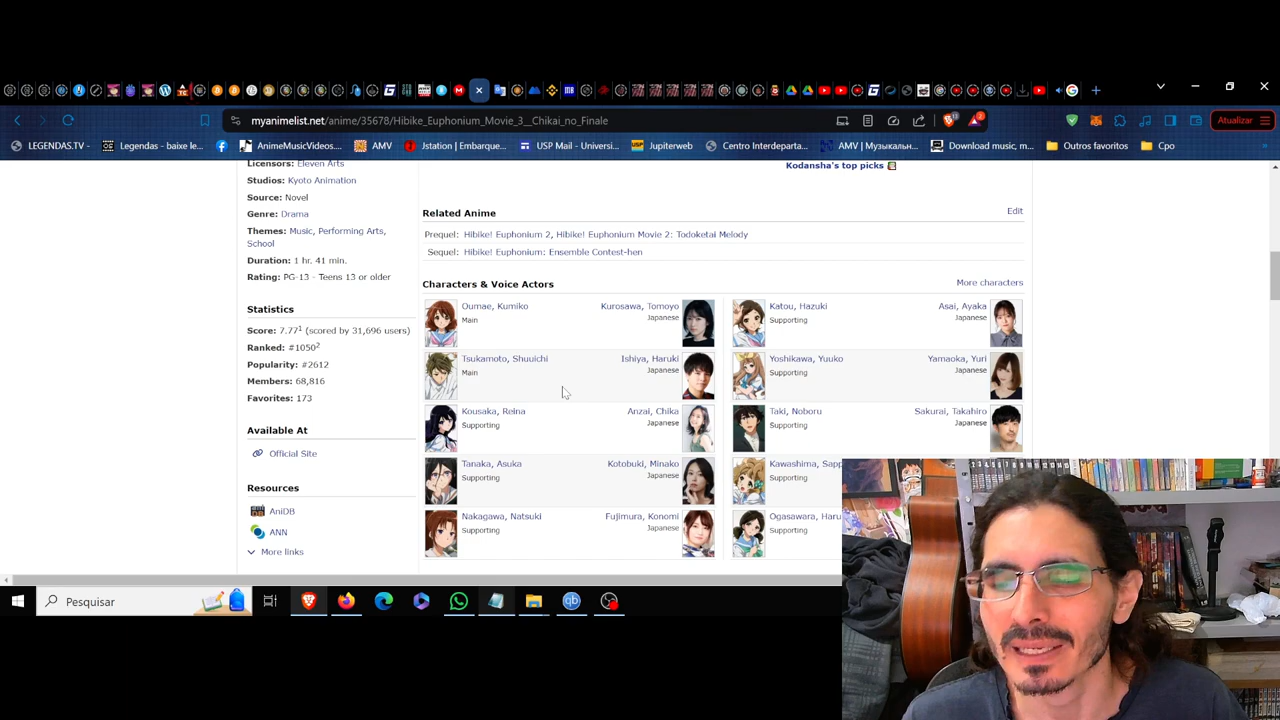 myanimelist.net/anime/35678/Hibike_Euphonium_Movie_3__Chikai_no_Finale
Atualizar
LEGENDAS.TV
Legendas - baixe le...
AnimeMusicVideos....
AMV
Jstation | Embarque...
USP Mail - Universi...
Jupiterweb
Centro Interdeparta...
AMV | Музыкальн...
Download music, m...
Outros favoritos
Cpo
Licensors: Eleven Arts
Studios: Kyoto Animation
Source: Novel
Genre: Drama
Themes: Music, Performing Arts,
School
Duration: 1 hr. 41 min.
Rating: PG-13 - Teens 13 or older
Statistics
Score: 7.77¹ (scored by 31,696 users)
Ranked: #1050²
Popularity: #2612
Members: 68,816
Favorites: 173
Available At
Official Site
Resources
AniDB
ANN
More links
Kodansha's top picks
Related Anime
Edit
Prequel: Hibike! Euphonium 2, Hibike! Euphonium Movie 2: Todoketai Melody
Sequel: Hibike! Euphonium: Ensemble Contest-hen
Characters & Voice Actors
More characters
Oumae, Kumiko
Main
Kurosawa, Tomoyo
Japanese
Katou, Hazuki
Supporting
Asai, Ayaka
Japanese
Tsukamoto, Shuuichi
Main
Ishiya, Haruki
Japanese
Yoshikawa, Yuuko
Supporting
Yamaoka, Yuri
Japanese
Kousaka, Reina
Supporting
Anzai, Chika
Japanese
Taki, Noboru
Supporting
Sakurai, Takahiro
Japanese
Tanaka, Asuka
Supporting
Kotobuki, Minako
Japanese
Kawashima, Sapp
Supporting
Nakagawa, Natsuki
Supporting
Fujimura, Konomi
Japanese
Ogasawara, Haru
Supporting
Pesquisar